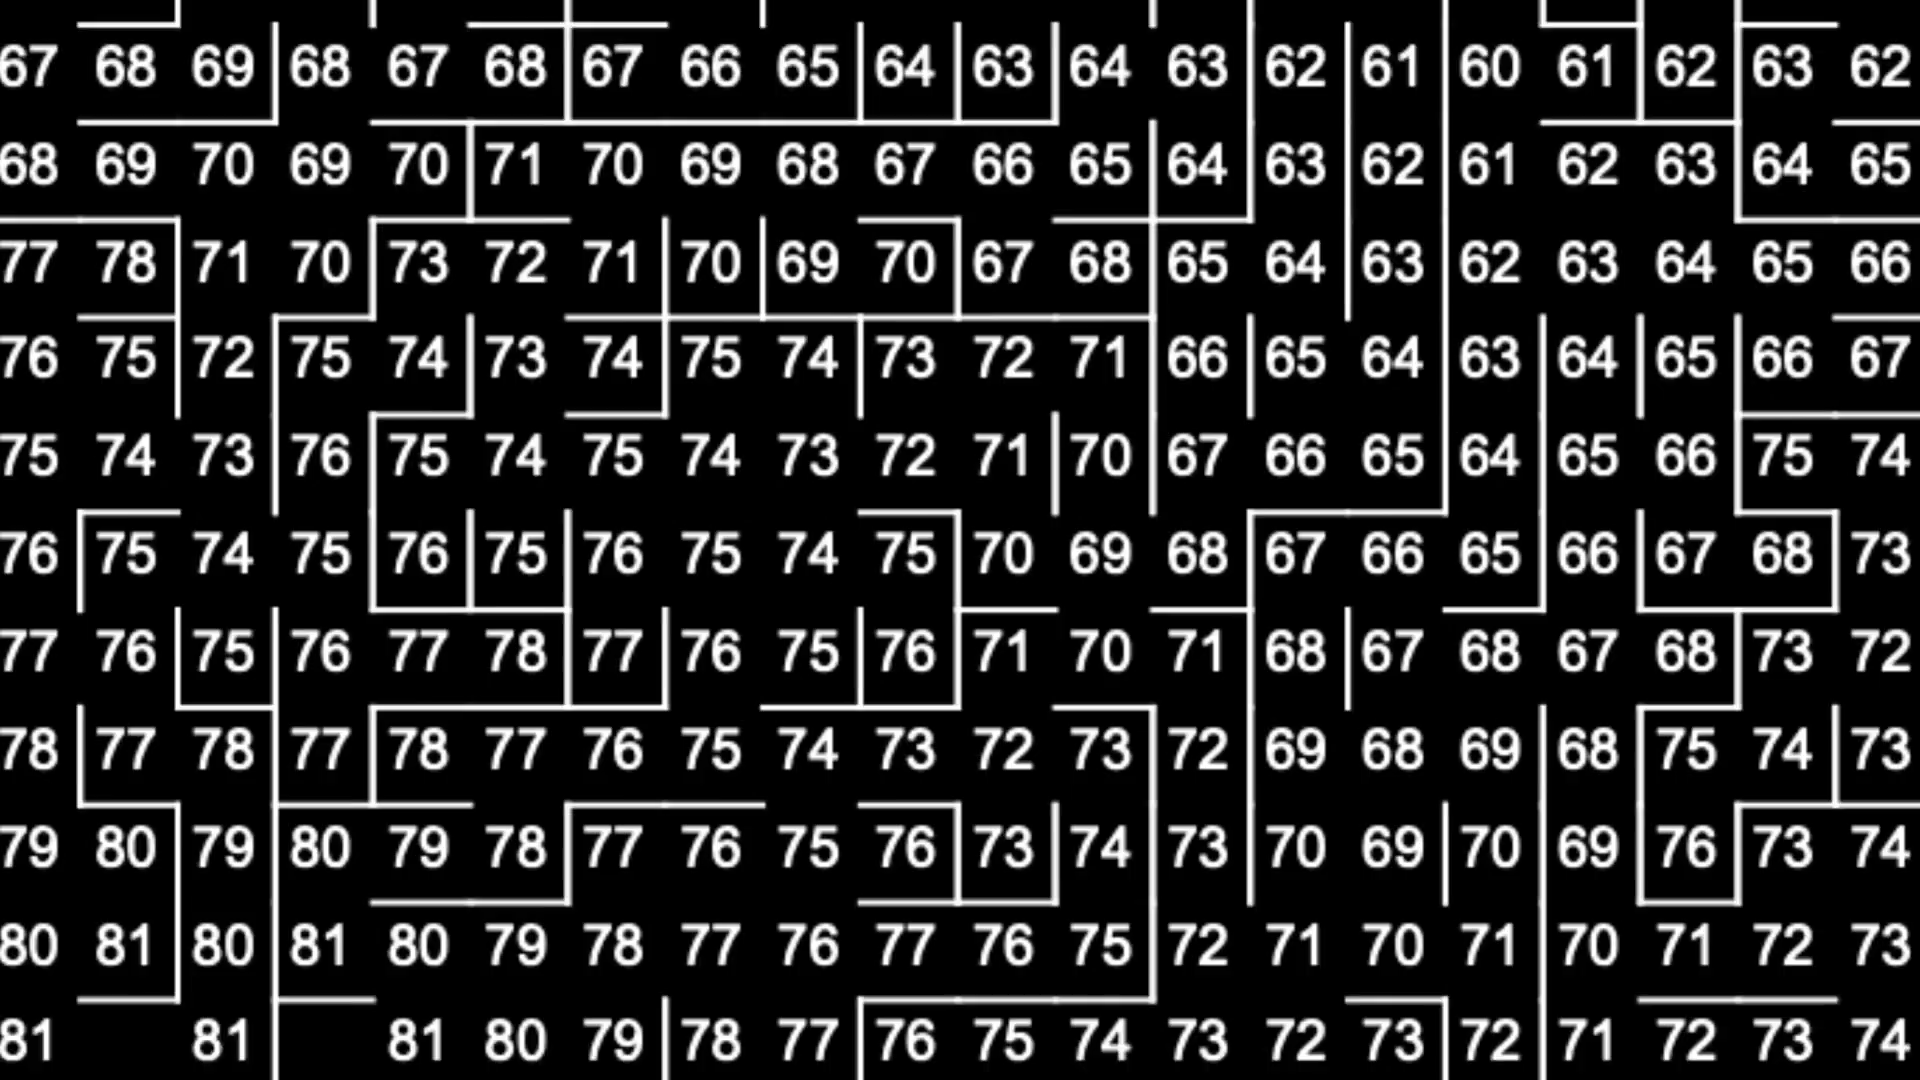 67 68 69 68 67 68 67 66 65 64 63 64 63 62 61 60 61 62 63 62
68 69 70 69 70 71 70 69 68 67 66 65 64 63 62 61 62 63 64 65
77 78 71 70 73 72 71 70 69 70 67 68 65 64 63 62 63 64 65 66
76 75 72 75 74 73 74 75 74 73 72 71 66 65 64 63 64 65 66 67
75 74 73 76 75 74 75 74 73 72 71 70 67 66 65 64 65 66 75 74
76 75 74 75 76 75 76 75 74 75 70 69 68 67 66 65 66 67 68 73
77 76 75 76 77 78 77 76 75 76 71 70 71 68 67 68 67 68 73 72
78 77 78 77 78 77 76 75 74 73 72 73 72 69 68 69 68 75 74 73
79 80 79 80 79 78 77 76 75 76 73 74 73 70 69 70 69 76 73 74
80 81 80 81 80 79 78 77 76 77 76 75 72 71 70 71 70 71 72 73
81 81 81 80 79 78 77 76 75 74 73 72 73 72 71 72 73 74